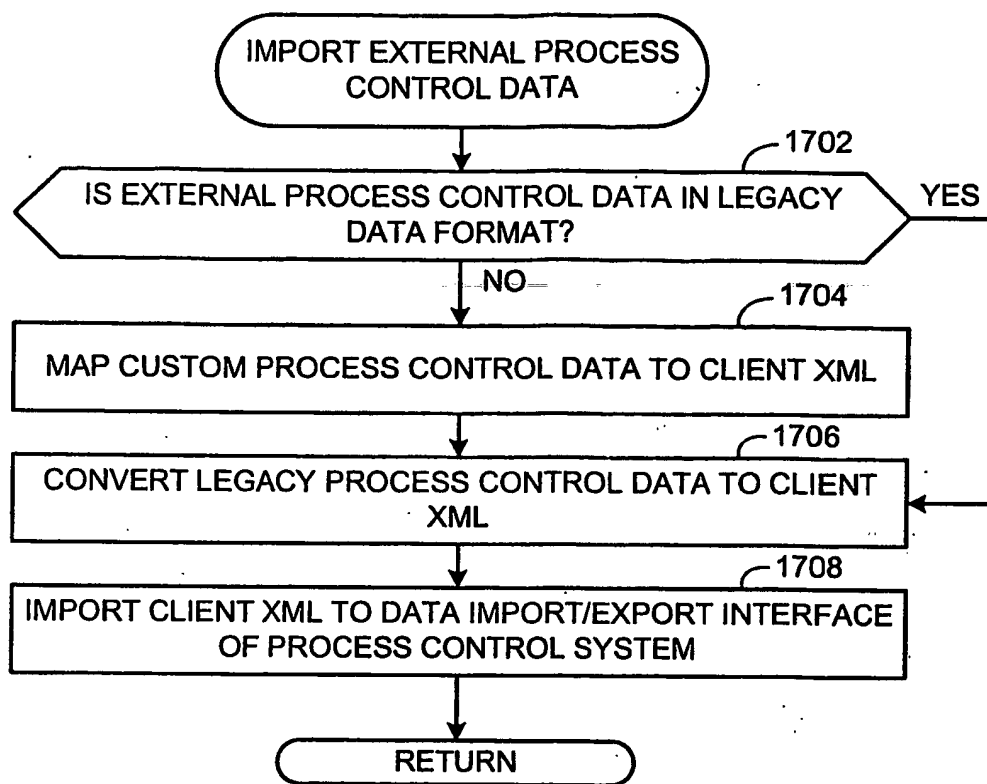 IMPORT EXTERNAL PROCESS
CONTROL DATA
1702
IS EXTERNAL PROCESS CONTROL DATA IN LEGACY
DATA FORMAT?
YES
NO
1704
MAP CUSTOM PROCESS CONTROL DATA TO CLIENT XML
1706
CONVERT LEGACY PROCESS CONTROL DATA TO CLIENT
XML
1708
IMPORT CLIENT XML TO DATA IMPORT/EXPORT INTERFACE
OF PROCESS CONTROL SYSTEM
RETURN